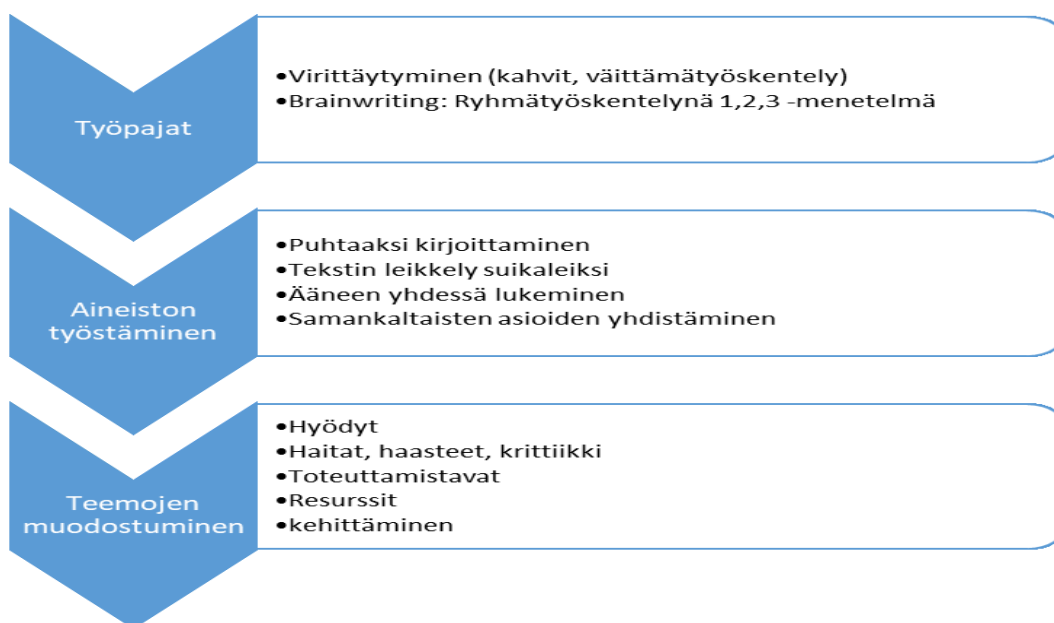 Työpajat
•Virittäytyminen (kahvit, väittämätyöskentely)
•Brainwriting: Ryhmätyöskentelynä 1,2,3 -menetelmä
Aineiston
työstäminen
•Puhtaaksi kirjoittaminen
•Tekstin leikkely suikaleiksi
•Ääneen yhdessä lukeminen
•Samankaltaisten asioiden yhdistäminen
Teemojen
muodostuminen
•Hyödyt
•Haitat, haasteet, krittiikki
•Toteuttamistavat
•Resurssit
•kehittäminen